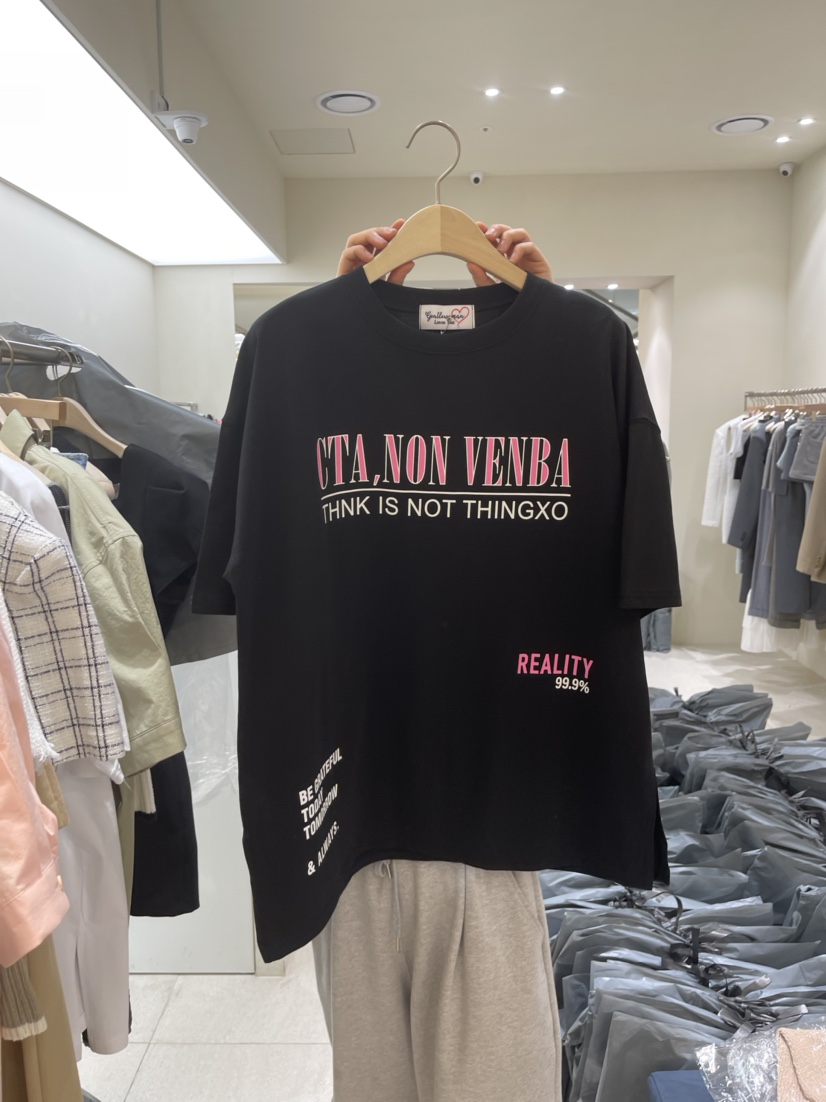 CTA,NON VENBA
THNK IS NOT THINGXO
REALITY
99.9%
BE GRATEFUL
TODAY
TOMORROW
& ALWAYS.